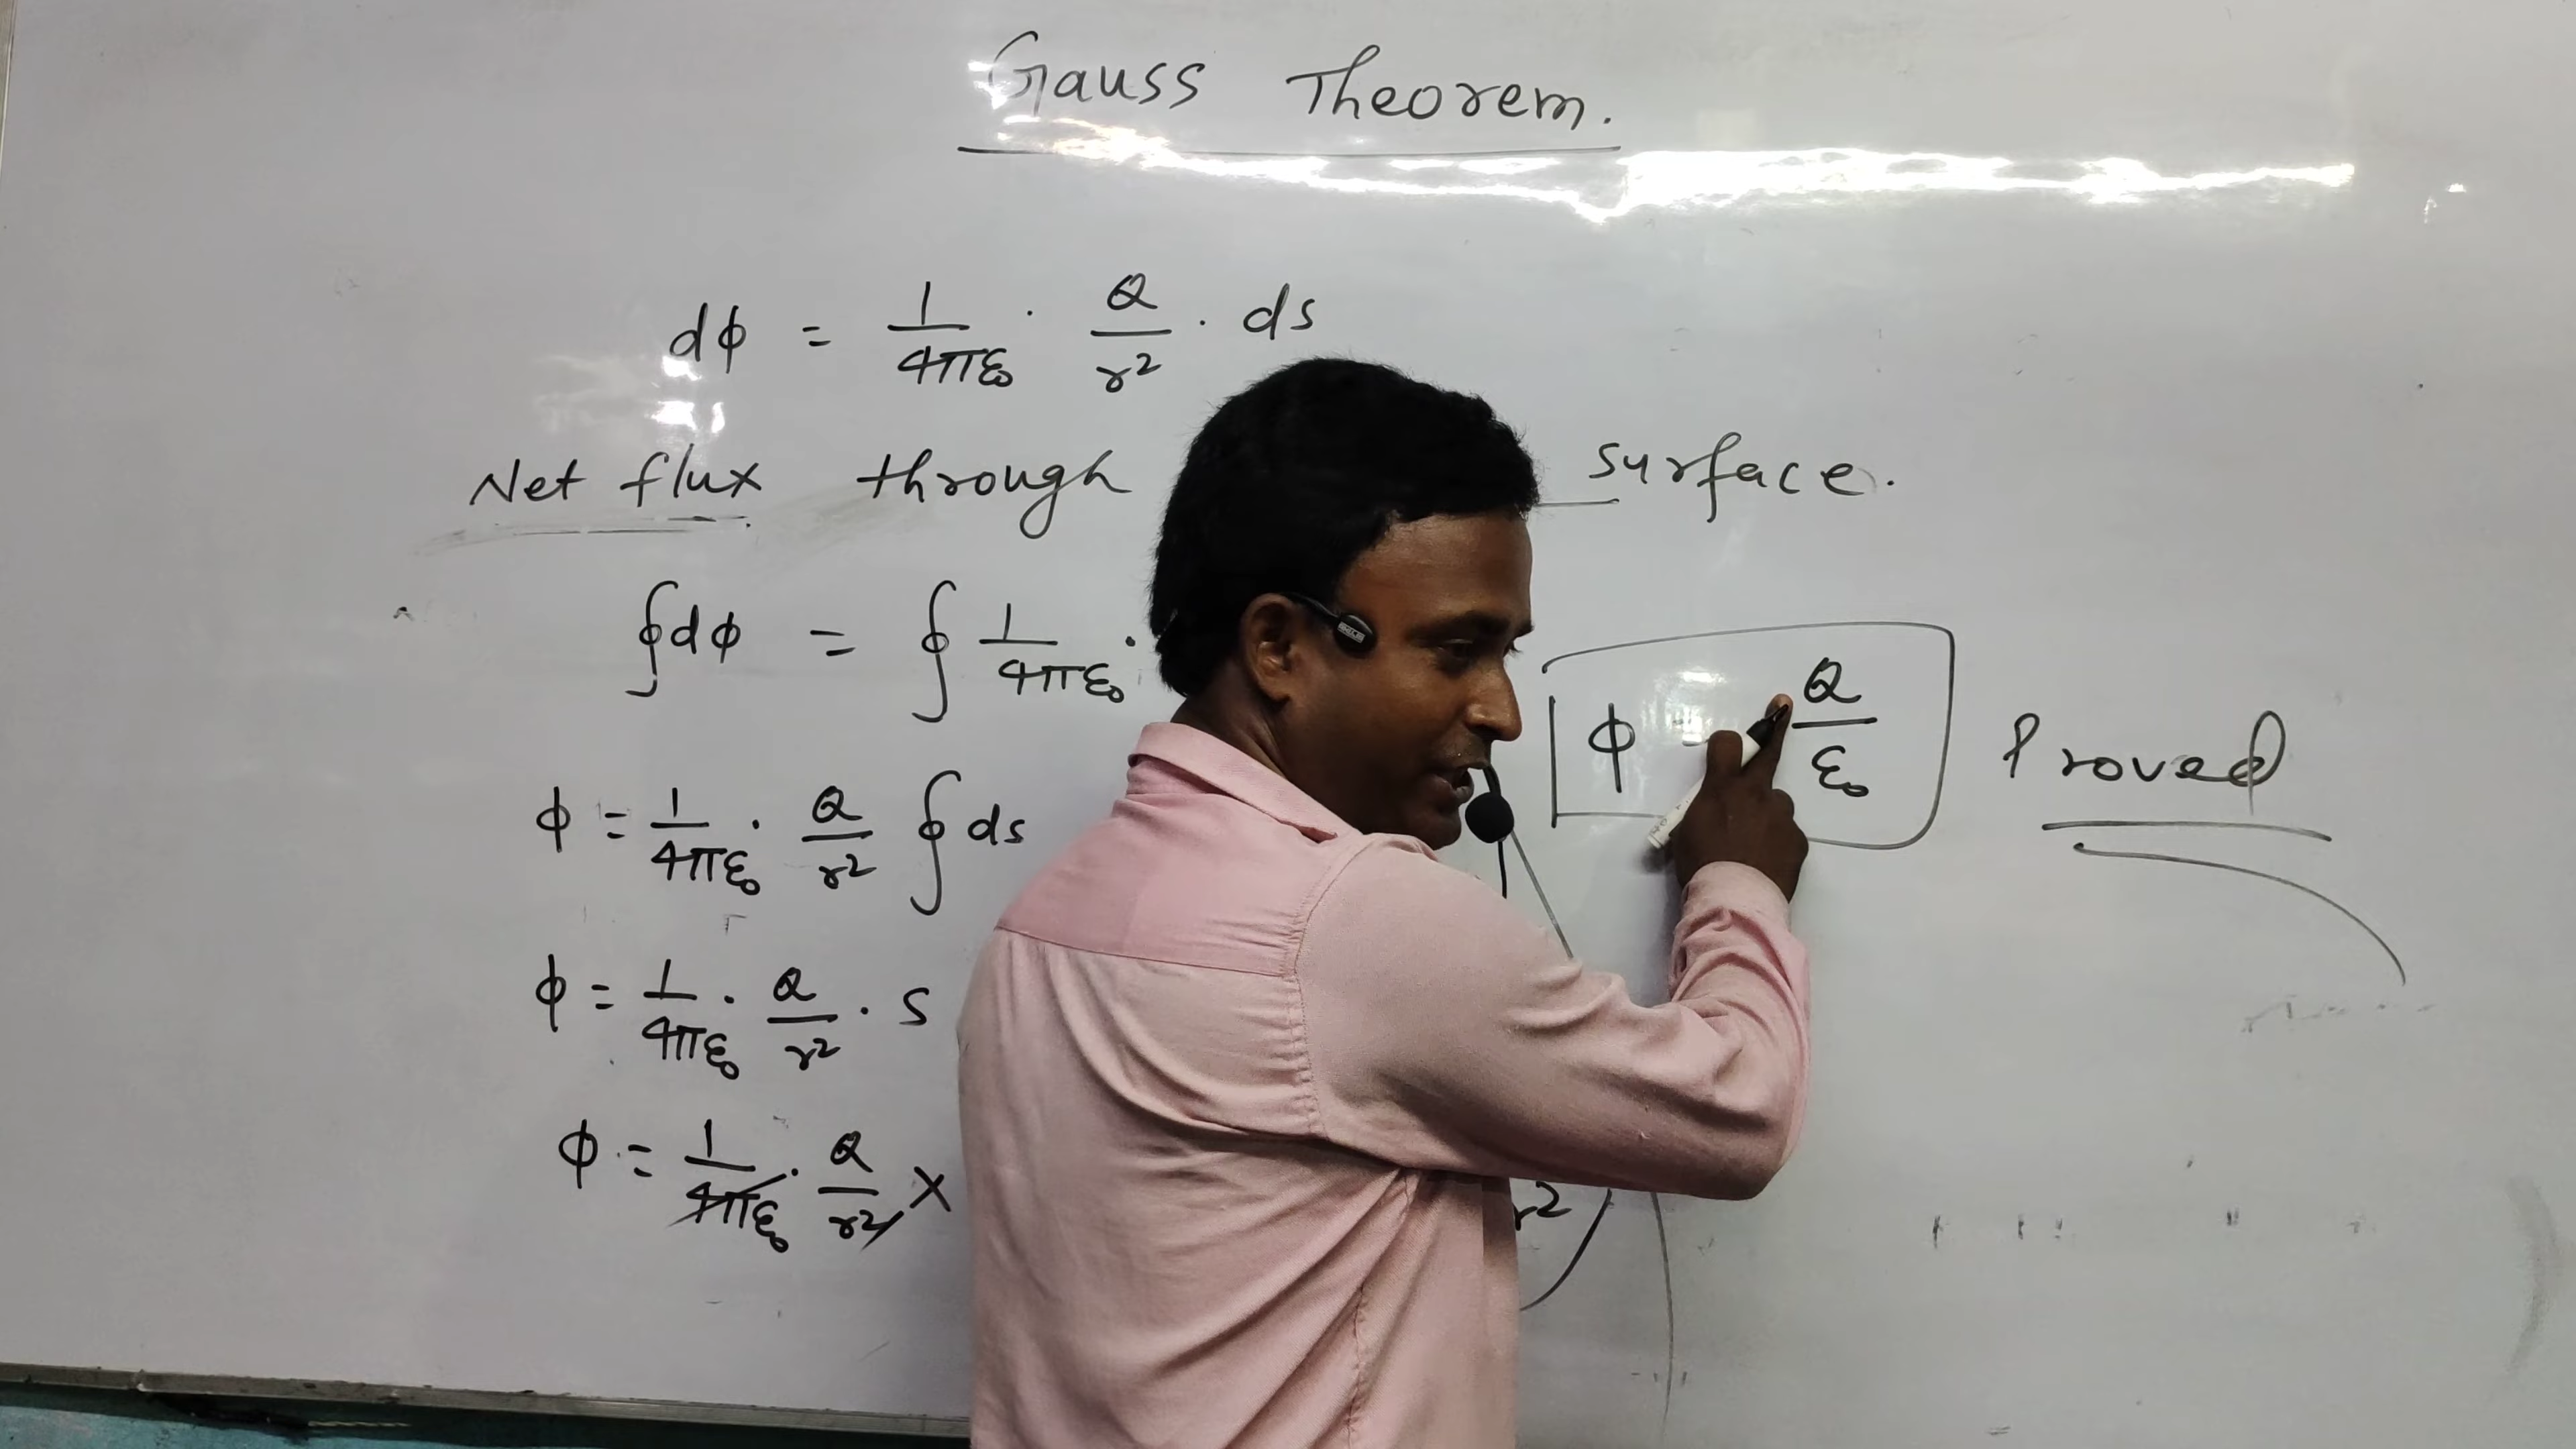 Gauss Theorem.
dϕ = 1/4πε₀ · Q/r² · ds
Net flux through surface.
∮dϕ = ∮ 1/4πε₀ ·
ϕ = 1/4πε₀ · Q/r² ∮ds
ϕ = 1/4πε₀ · Q/r² · s
ϕ = 1/4πε₀ · Q/r² × r²
ϕ = Q/ε₀ Proved